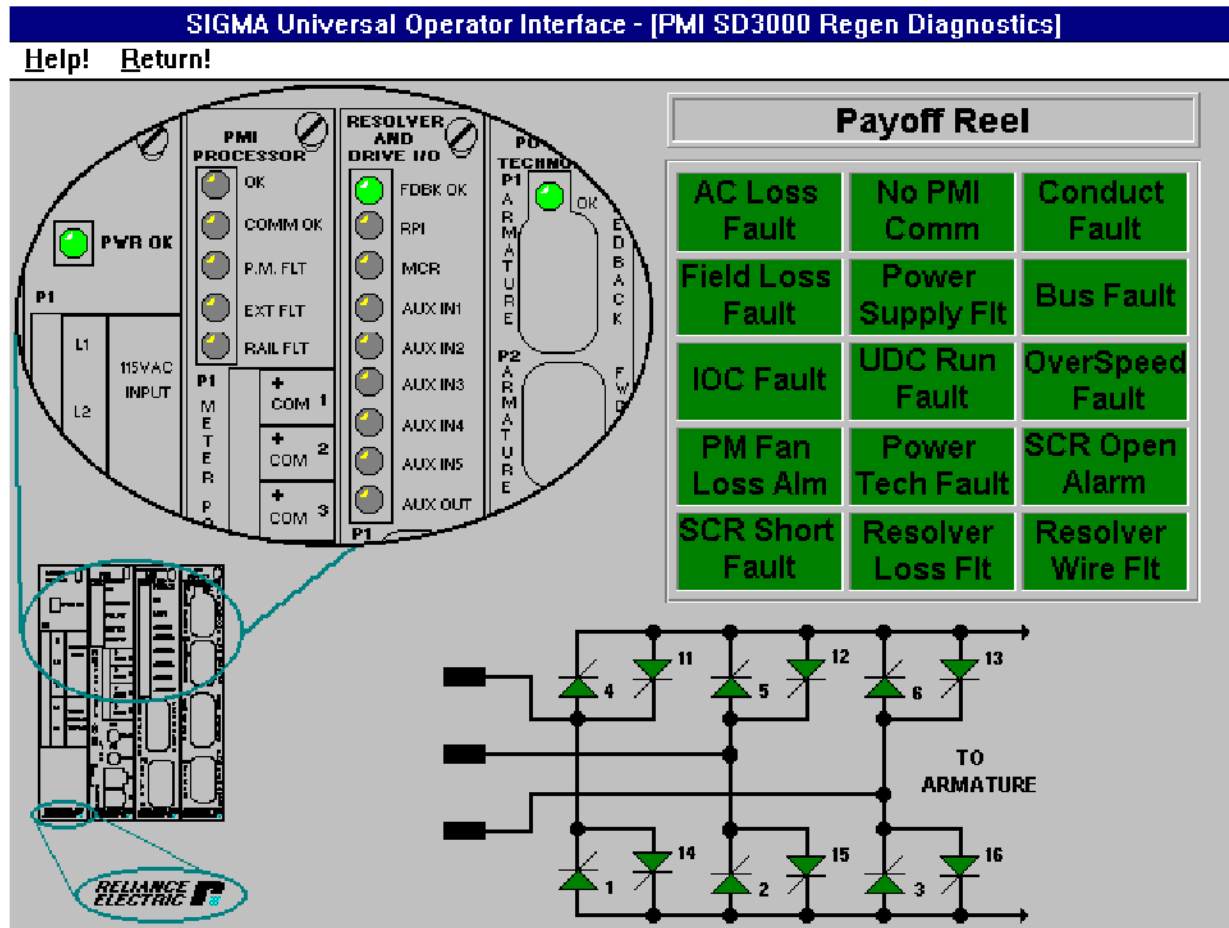 SIGMA Universal Operator Interface - [PMI SD3000 Regen Diagnostics]
Help! Return!
PWR OK
P1
L1
L2
115VAC
INPUT
PMI
PROCESSOR
OK
COMM OK
P.M. FLT
EXT FLT
RAIL FLT
P1
METER
+
COM 1
+
COM 2
+
COM 3
RESOLVER
AND
DRIVE I/O
FDBK OK
RPI
MCR
AUX IN1
AUX IN2
AUX IN3
AUX IN4
AUX IN5
AUX OUT
P1
PO
TECHNO
P1
ARMATURE
OK
EDBACK
P2
ARMATURE
FWD
Payoff Reel
AC Loss
Fault
No PMI
Comm
Conduct
Fault
Field Loss
Fault
Power
Supply Flt
Bus Fault
IOC Fault
UDC Run
Fault
OverSpeed
Fault
PM Fan
Loss Alm
Power
Tech Fault
SCR Open
Alarm
SCR Short
Fault
Resolver
Loss Flt
Resolver
Wire Flt
4
11
5
12
6
13
TO
ARMATURE
1
14
2
15
3
16
RELIANCE
ELECTRIC